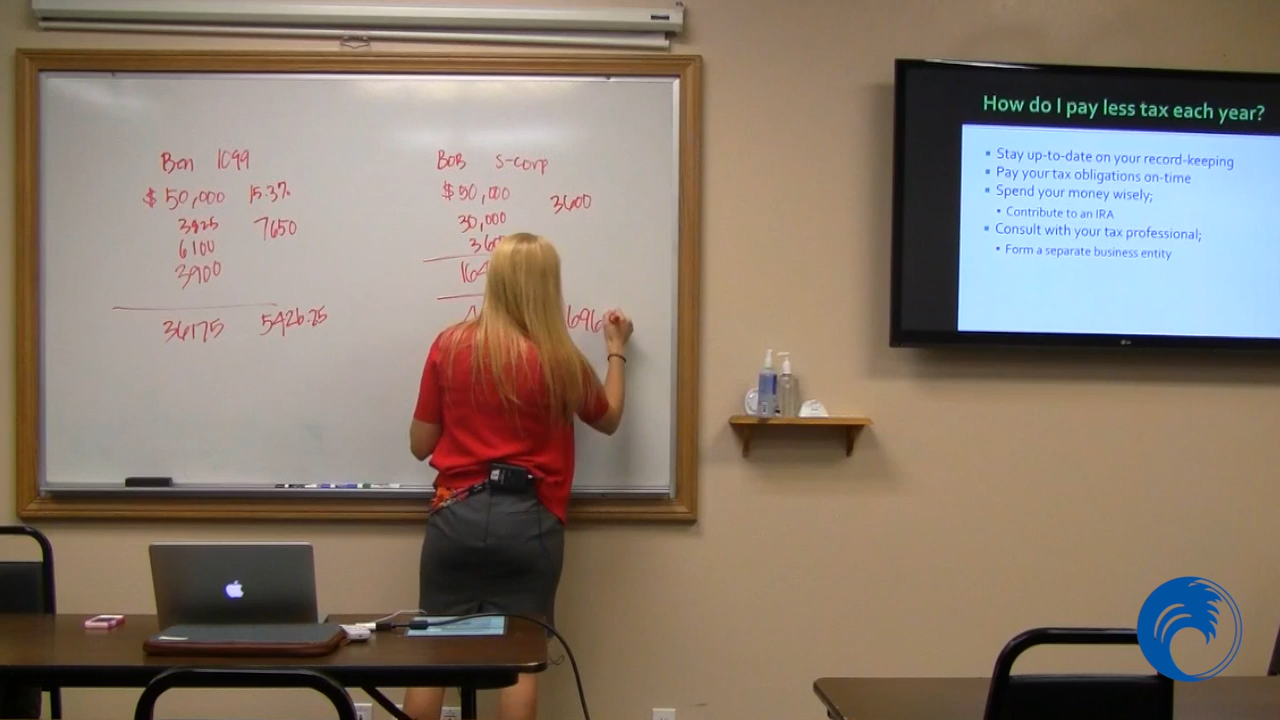 Ben 1099
$50,000 15.3%
3825 7650
6100
3900
36175 5426.25
BOB S-corp
$50,000 3600
30,000
How do I pay less tax each year?
Stay up-to-date on your record-keeping
Pay your tax obligations on-time
Spend your money wisely;
Contribute to an IRA
Consult with your tax professional;
Form a separate business entity
LG